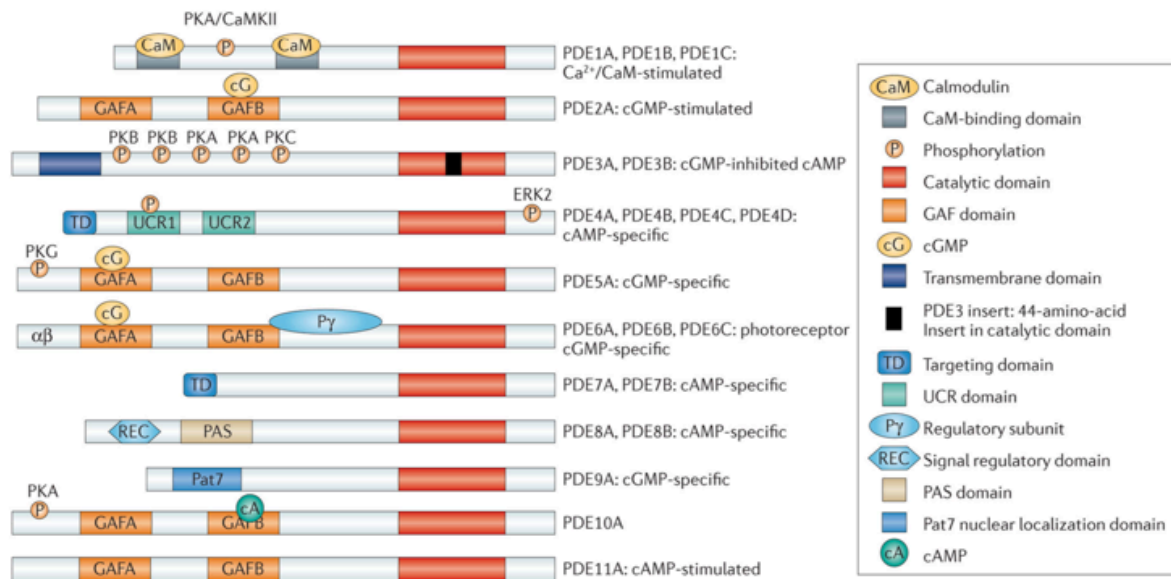 PKA/CaMKII
CaM P CaM
PDE1A, PDE1B, PDE1C:
Ca²⁺/CaM-stimulated
cG
GAFA GAFB
PDE2A: cGMP-stimulated
PKB PKB PKA PKA PKC
P P P P P
PDE3A, PDE3B: cGMP-inhibited cAMP
ERK2
P P
TD UCR1 UCR2
PDE4A, PDE4B, PDE4C, PDE4D:
cAMP-specific
PKG
P cG
GAFA GAFB
PDE5A: cGMP-specific
cG Pγ
αβ GAFA GAFB
PDE6A, PDE6B, PDE6C: photoreceptor
cGMP-specific
TD
PDE7A, PDE7B: cAMP-specific
REC PAS
PDE8A, PDE8B: cAMP-specific
Pat7
PDE9A: cGMP-specific
PKA
P cA
GAFA GAFB
PDE10A
GAFA GAFB
PDE11A: cAMP-stimulated
CaM Calmodulin
CaM-binding domain
P Phosphorylation
Catalytic domain
GAF domain
cG cGMP
Transmembrane domain
PDE3 insert: 44-amino-acid
Insert in catalytic domain
TD Targeting domain
UCR domain
Pγ Regulatory subunit
REC Signal regulatory domain
PAS domain
Pat7 nuclear localization domain
cA cAMP